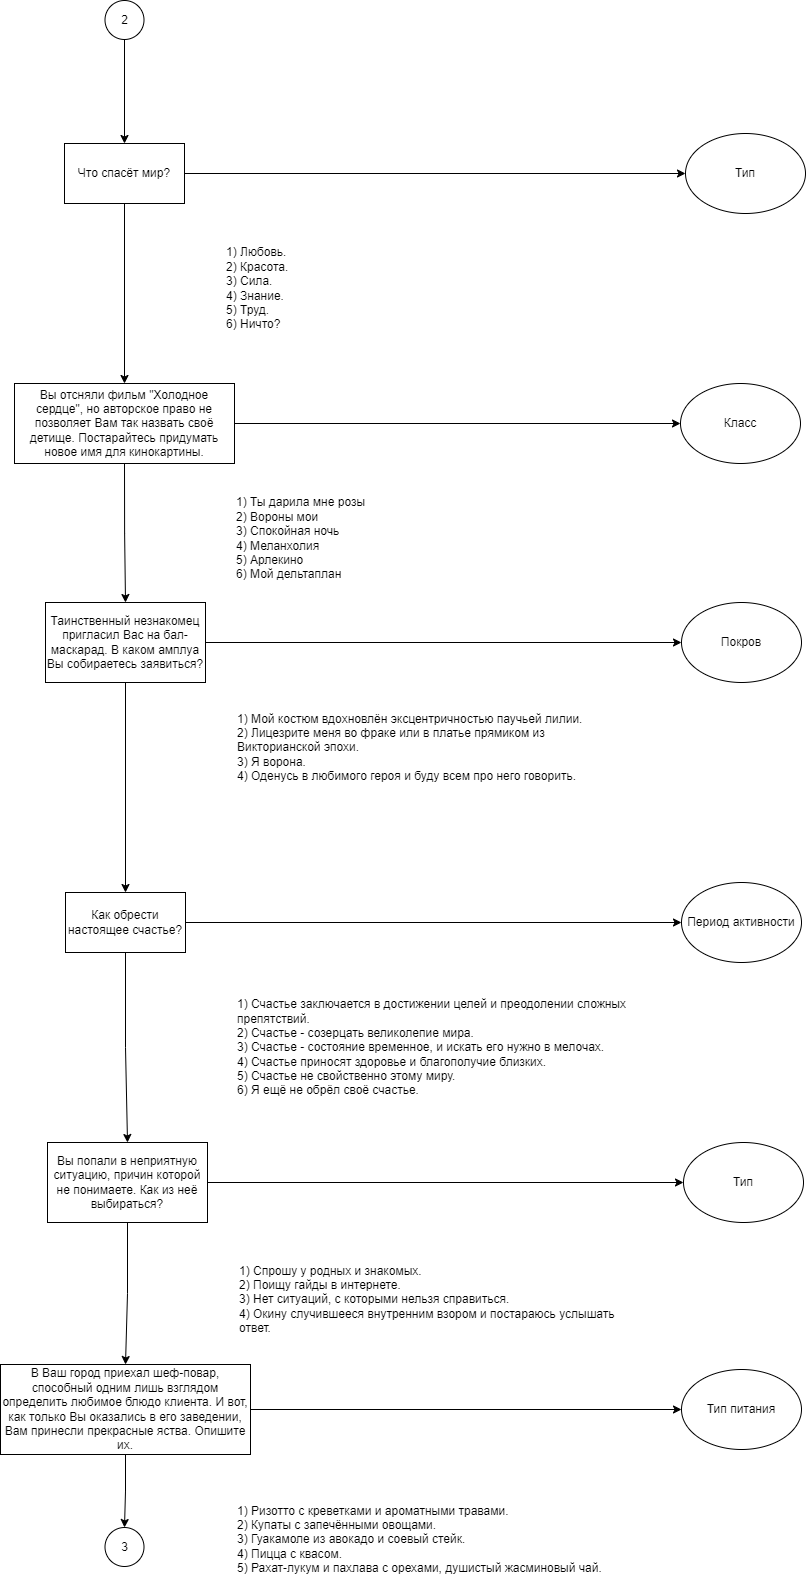 2
Что спасёт мир?
Тип
1) Любовь.
2) Красота.
3) Сила.
4) Знание.
5) Труд.
6) Ничто?
Вы отсняли фильм "Холодное
сердце", но авторское право не
позволяет Вам так назвать своё
детище. Постарайтесь придумать
новое имя для кинокартины.
Класс
1) Ты дарила мне розы
2) Вороны мои
3) Спокойная ночь
4) Меланхолия
5) Арлекино
6) Мой дельтаплан
Таинственный незнакомец
пригласил Вас на бал-
маскарад. В каком амплуа
Вы собираетесь заявиться?
Покров
1) Мой костюм вдохновлён эксцентричностью паучьей лилии.
2) Лицезрите меня во фраке или в платье прямиком из
Викторианской эпохи.
3) Я ворона.
4) Оденусь в любимого героя и буду всем про него говорить.
Как обрести
настоящее счастье?
Период активности
1) Счастье заключается в достижении целей и преодолении сложных
препятствий.
2) Счастье - созерцать великолепие мира.
3) Счастье - состояние временное, и искать его нужно в мелочах.
4) Счастье приносят здоровье и благополучие близких.
5) Счастье не свойственно этому миру.
6) Я ещё не обрёл своё счастье.
Вы попали в неприятную
ситуацию, причин которой
не понимаете. Как из неё
выбираться?
Тип
1) Спрошу у родных и знакомых.
2) Поищу гайды в интернете.
3) Нет ситуаций, с которыми нельзя справиться.
4) Окину случившееся внутренним взором и постараюсь услышать
ответ.
В Ваш город приехал шеф-повар,
способный одним лишь взглядом
определить любимое блюдо клиента. И вот,
как только Вы оказались в его заведении,
Вам принесли прекрасные яства. Опишите
их.
Тип питания
1) Ризотто с креветками и ароматными травами.
2) Купаты с запечёнными овощами.
3) Гуакамоле из авокадо и соевый стейк.
4) Пицца с квасом.
5) Рахат-лукум и пахлава с орехами, душистый жасминовый чай.
3